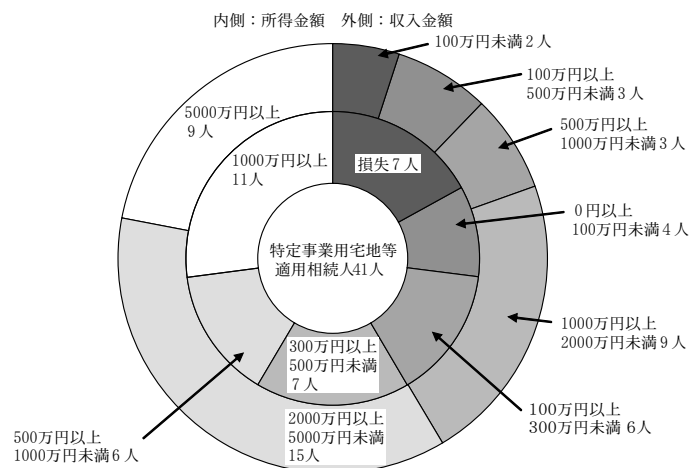 内側：所得金額　外側：収入金額
100万円未満2人
100万円以上
500万円未満3人
500万円以上
1000万円未満3人
5000万円以上
9人
1000万円以上
11人
損失7人
0円以上
100万円未満4人
特定事業用宅地等
適用相続人41人
1000万円以上
2000万円未満9人
300万円以上
500万円未満
7人
100万円以上
300万円未満6人
2000万円以上
5000万円未満
15人
500万円以上
1000万円未満6人